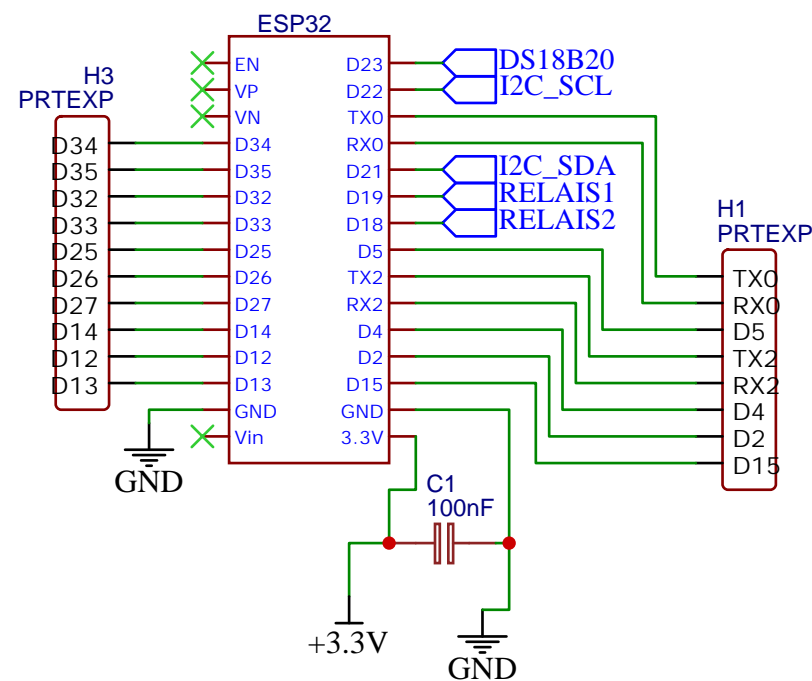 ESP32
H3
PRTEXP
D34
D35
D32
D33
D25
D26
D27
D14
D12
D13
EN
VP
VN
D34
D35
D32
D33
D25
D26
D27
D14
D12
D13
GND
Vin
D23
D22
TX0
RX0
D21
D19
D18
D5
TX2
RX2
D4
D2
D15
GND
3.3V
DS18B20
I2C_SCL
I2C_SDA
RELAIS1
RELAIS2
H1
PRTEXP
TX0
RX0
D5
TX2
RX2
D4
D2
D15
GND
C1
100nF
+3.3V
GND